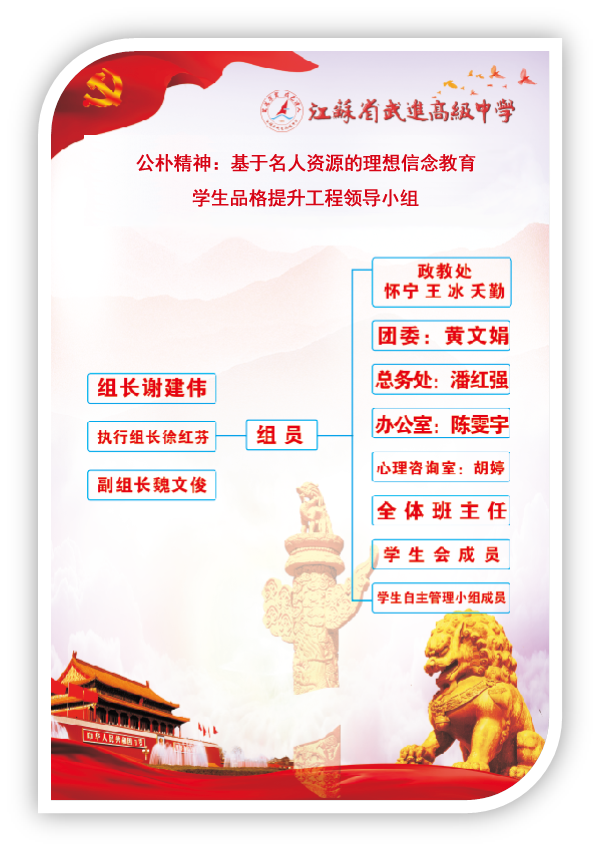 江蘇省武進高級中學
公朴精神：基于名人资源的理想信念教育
学生品格提升工程领导小组
组长谢建伟
执行组长徐红芬
副组长魏文俊
组员
政教处
怀宁 王 冰 天勤
团委：黄文娟
总务处：潘红强
办公室：陈雯宇
心理咨询室：胡婷
全体班主任
学生会成员
学生自主管理小组成员